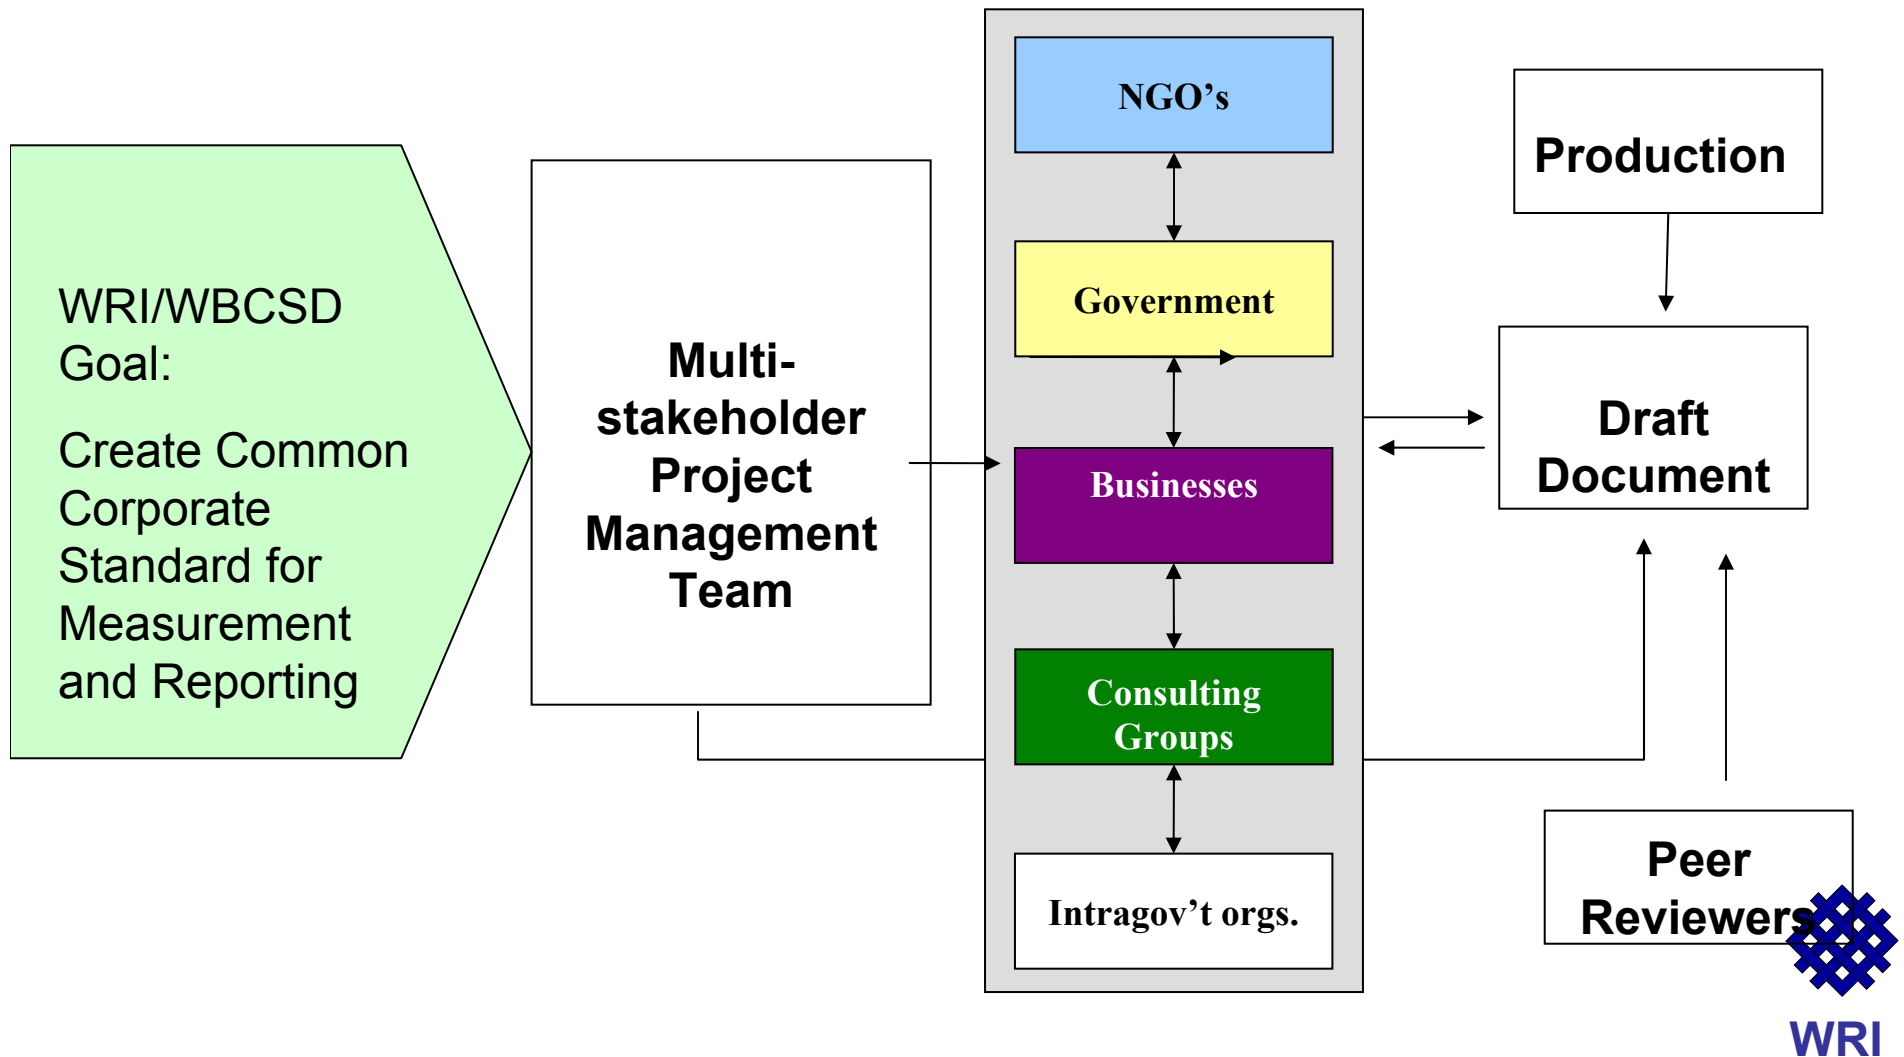 WRI/WBCSD
Goal:
Create Common
Corporate
Standard for
Measurement
and Reporting
Multi-
stakeholder
Project
Management
Team
NGO’s
Government
Businesses
Consulting
Groups
Intragov’t orgs.
Production
Draft
Document
Peer
Reviewers
WRI